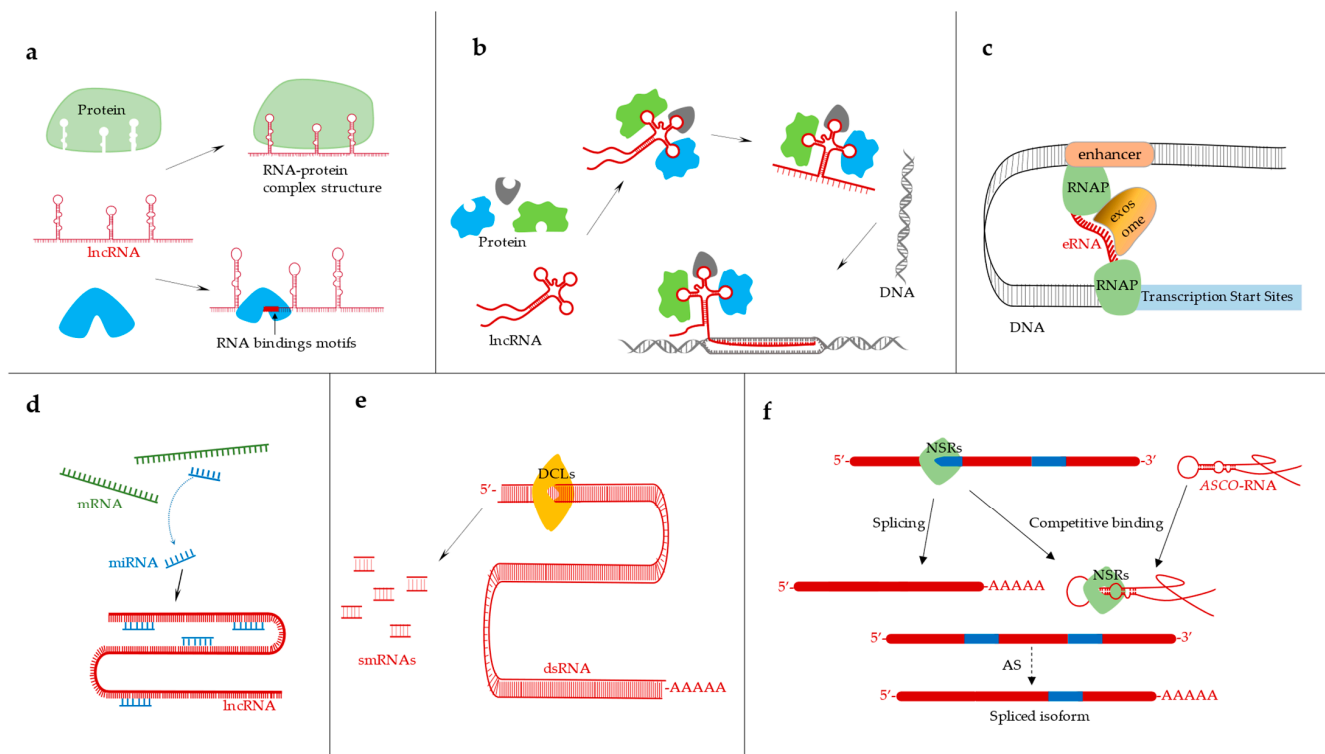 a
Protein
RNA-protein
complex structure
lncRNA
RNA bindings motifs
b
Protein
lncRNA
DNA
c
enhancer
RNAP
exos
ome
eRNA
RNAP
Transcription Start Sites
DNA
d
mRNA
miRNA
lncRNA
e
DCLs
5′-
smRNAs
dsRNA
-AAAAA
f
NSRs
5′-
-3′
ASCO-RNA
Splicing
Competitive binding
NSRs
-AAAAA
5′-
-3′
AS
5′-
-AAAAA
Spliced isoform